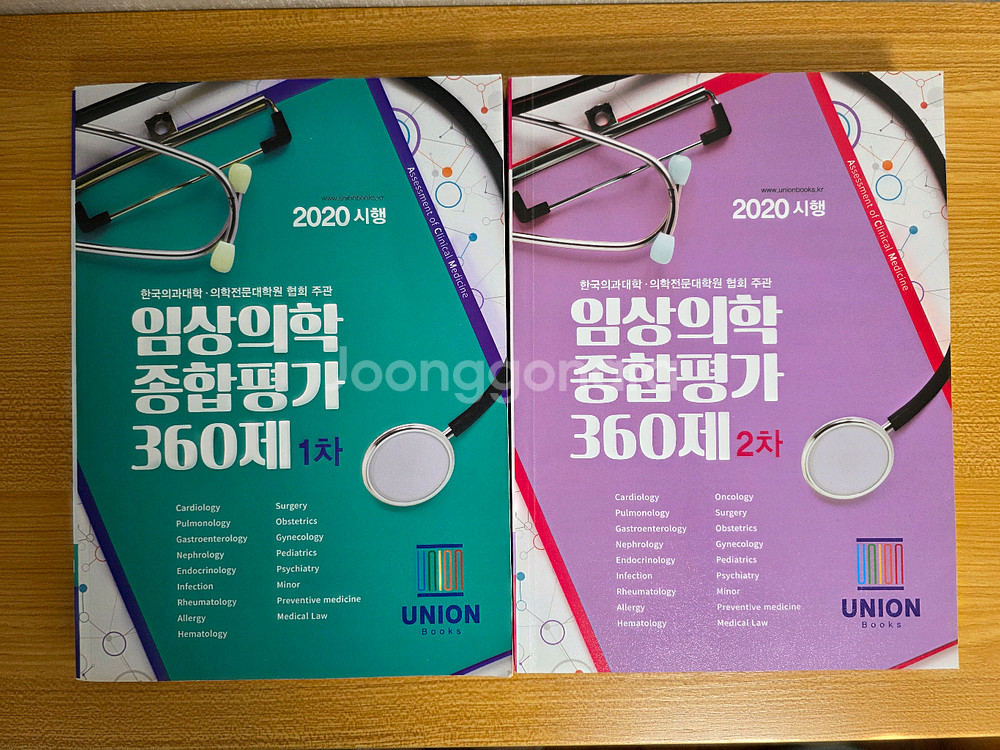 www.unionbooks.kr
2020 시행
Assessment of Clinical Medicine
한국의과대학 · 의학전문대학원 협회 주관
임상의학
종합평가
360제 1차
Cardiology
Pulmonology
Gastroenterology
Nephrology
Endocrinology
Infection
Rheumatology
Allergy
Hematology
Surgery
Obstetrics
Gynecology
Pediatrics
Psychiatry
Minor
Preventive medicine
Medical Law
UNION
UNION
Books
www.unionbooks.kr
2020 시행
Assessment of Clinical Medicine
한국의과대학 · 의학전문대학원 협회 주관
임상의학
종합평가
360제 2차
Cardiology
Pulmonology
Gastroenterology
Nephrology
Endocrinology
Infection
Rheumatology
Allergy
Hematology
Oncology
Surgery
Obstetrics
Gynecology
Pediatrics
Psychiatry
Minor
Preventive medicine
Medical Law
UNION
UNION
Books